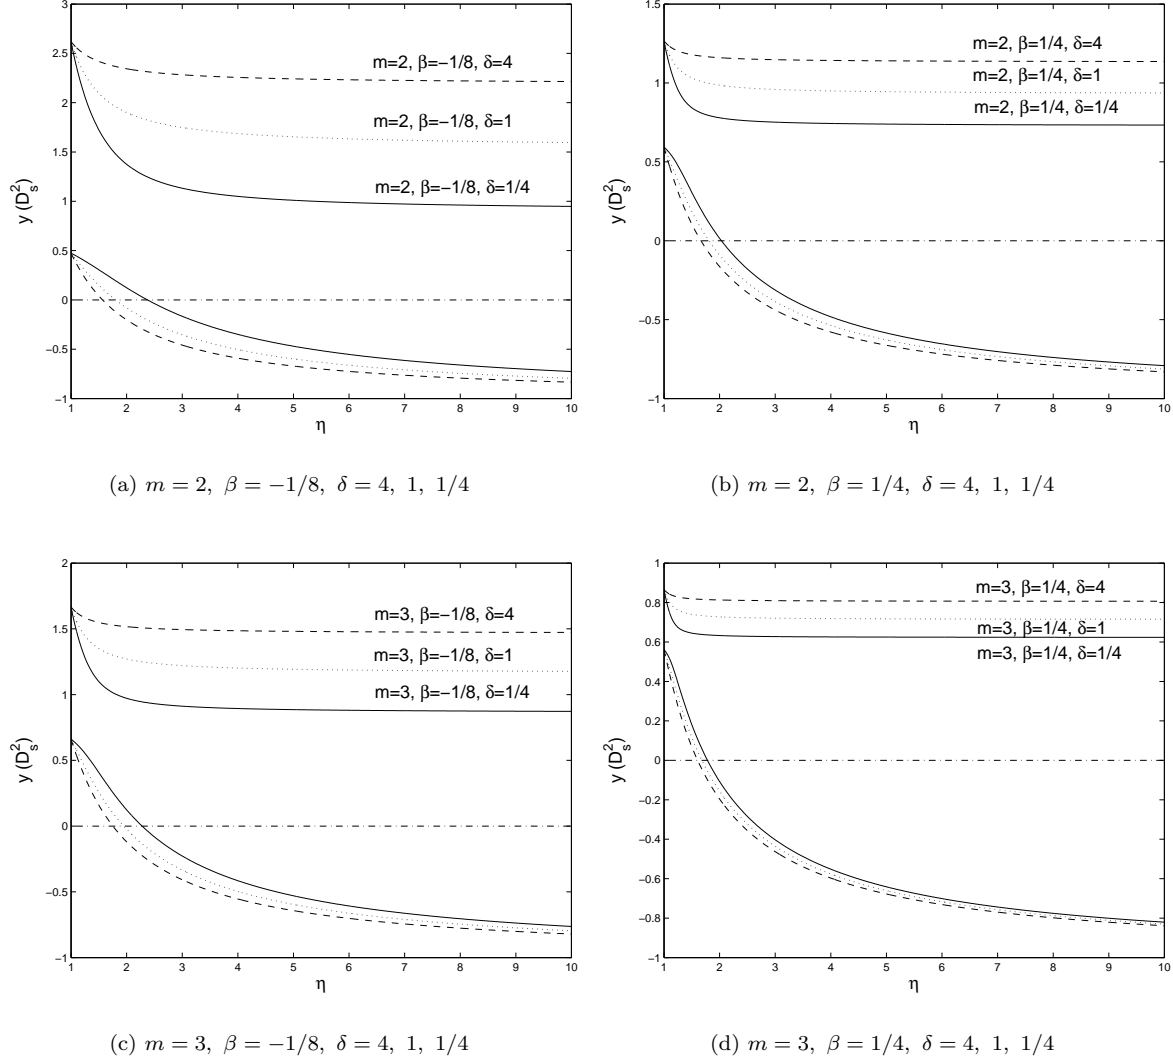 3
2.5
2
1.5
1
0.5
0
−0.5
−1
1 2 3 4 5 6 7 8 9 10
y (D_s^2)
η
m=2, β=−1/8, δ=4
m=2, β=−1/8, δ=1
m=2, β=−1/8, δ=1/4
(a) m = 2, β = −1/8, δ = 4, 1, 1/4
1.5
1
0.5
0
−0.5
−1
1 2 3 4 5 6 7 8 9 10
y (D_s^2)
η
m=2, β=1/4, δ=4
m=2, β=1/4, δ=1
m=2, β=1/4, δ=1/4
(b) m = 2, β = 1/4, δ = 4, 1, 1/4
2
1.5
1
0.5
0
−0.5
−1
1 2 3 4 5 6 7 8 9 10
y (D_s^2)
η
m=3, β=−1/8, δ=4
m=3, β=−1/8, δ=1
m=3, β=−1/8, δ=1/4
(c) m = 3, β = −1/8, δ = 4, 1, 1/4
1
0.8
0.6
0.4
0.2
0
−0.2
−0.4
−0.6
−0.8
−1
1 2 3 4 5 6 7 8 9 10
y (D_s^2)
η
m=3, β=1/4, δ=4
m=3, β=1/4, δ=1
m=3, β=1/4, δ=1/4
(d) m = 3, β = 1/4, δ = 4, 1, 1/4